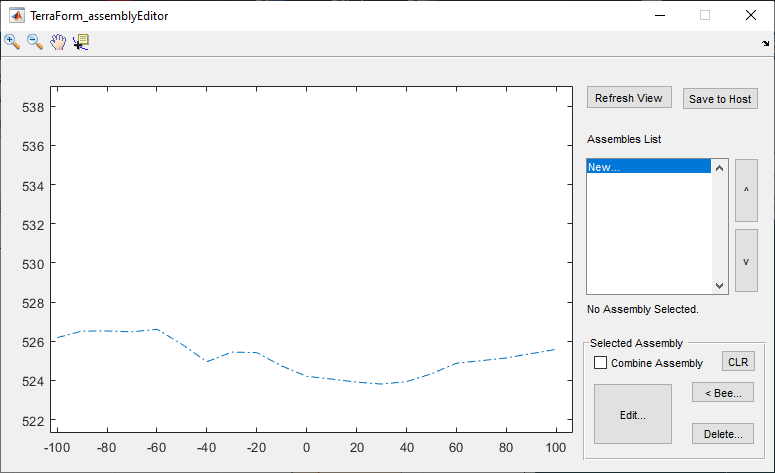 TerraForm_assemblyEditor
538
536
534
532
530
528
526
524
522
-100 -80 -60 -40 -20 0 20 40 60 80 100
Refresh View Save to Host
Assembles List
New...
^
v
No Assembly Selected.
Selected Assembly
Combine Assembly CLR
Edit...
< Bee...
Delete...